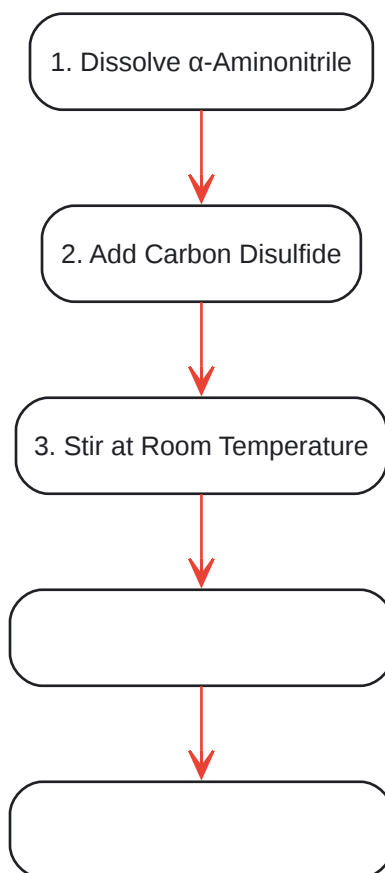 1. Dissolve α-Aminonitrile
2. Add Carbon Disulfide
3. Stir at Room Temperature